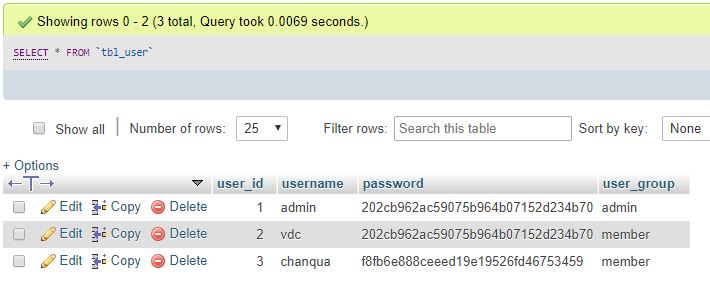 Showing rows 0 - 2 (3 total, Query took 0.0069 seconds.)
SELECT * FROM `tbl_user`
Show all | Number of rows: 25 Filter rows: Search this table Sort by key: None
+ Options
user_id username password user_group
Edit Copy Delete 1 admin 202cb962ac59075b964b07152d234b70 admin
Edit Copy Delete 2 vdc 202cb962ac59075b964b07152d234b70 member
Edit Copy Delete 3 chanqua f8fb6e888ceeed19e19526fd46753459 member